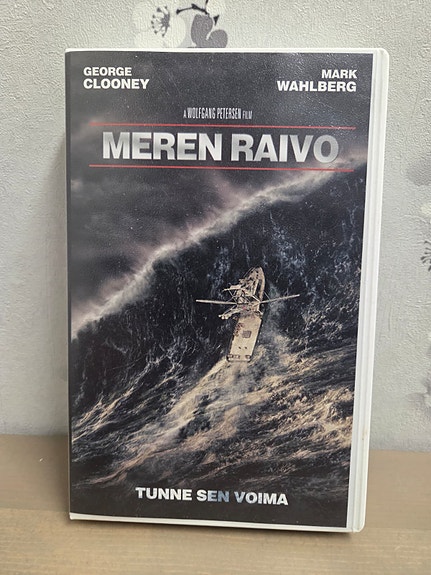 GEORGE
CLOONEY
MARK
WAHLBERG
A WOLFGANG PETERSEN FILM
MEREN RAIVO
TUNNE SEN VOIMA